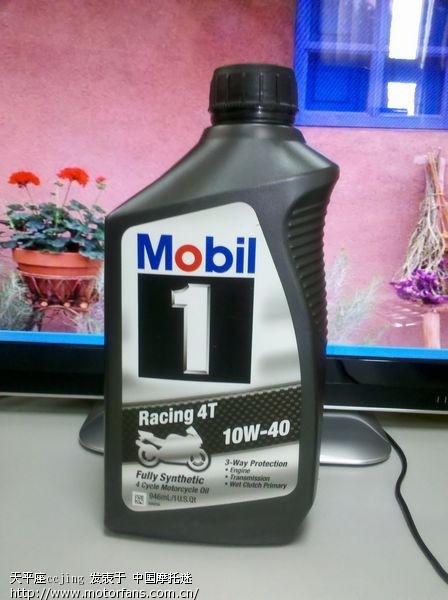 Mobil
1
Racing 4T
10W-40
Fully Synthetic
4 Cycle Motorcycle Oil
946mL/1U.S.Qt
3-Way Protection
• Engine
• Transmission
• Wet Clutch Primary
天平座ccjing 发表于 中国摩托迷
http://www.motorfans.com.cn/